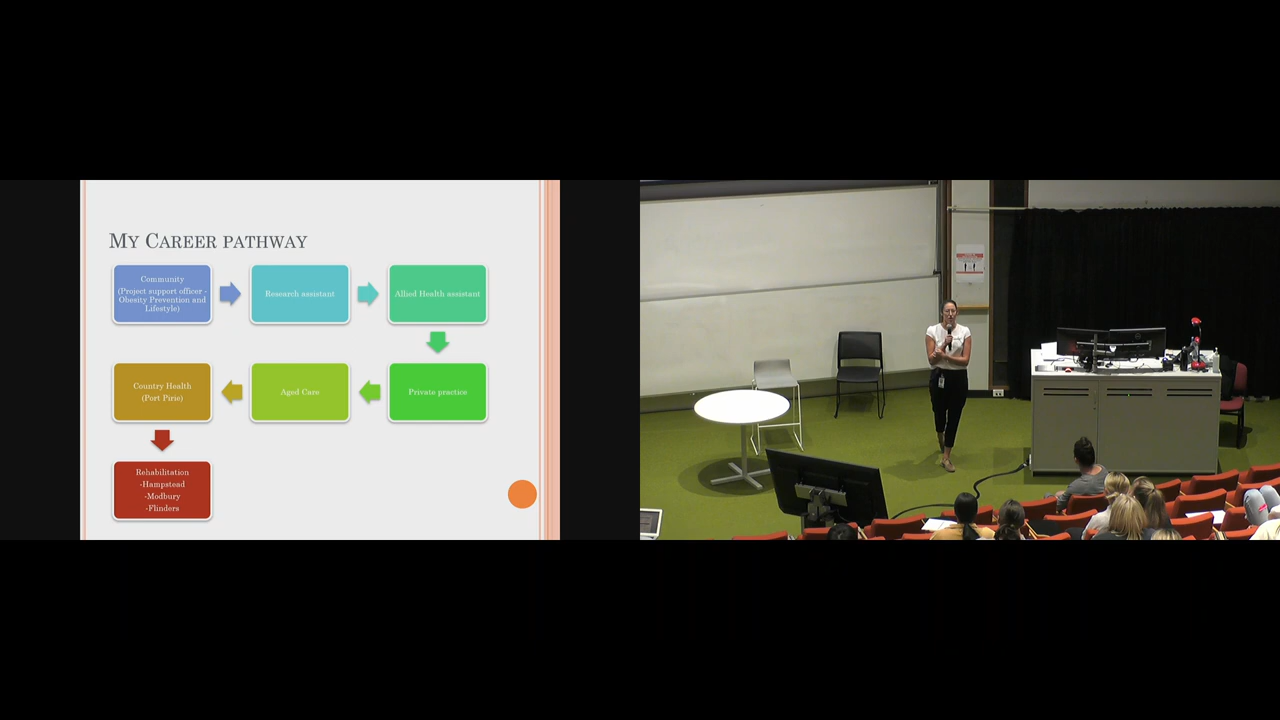 My Career pathway
Community
(Project support officer -
Obesity Prevention and
Lifestyle)
Research assistant
Allied Health assistant
Country Health
(Port Pirie)
Aged Care
Private practice
Rehabilitation
-Hampstead
-Modbury
-Flinders